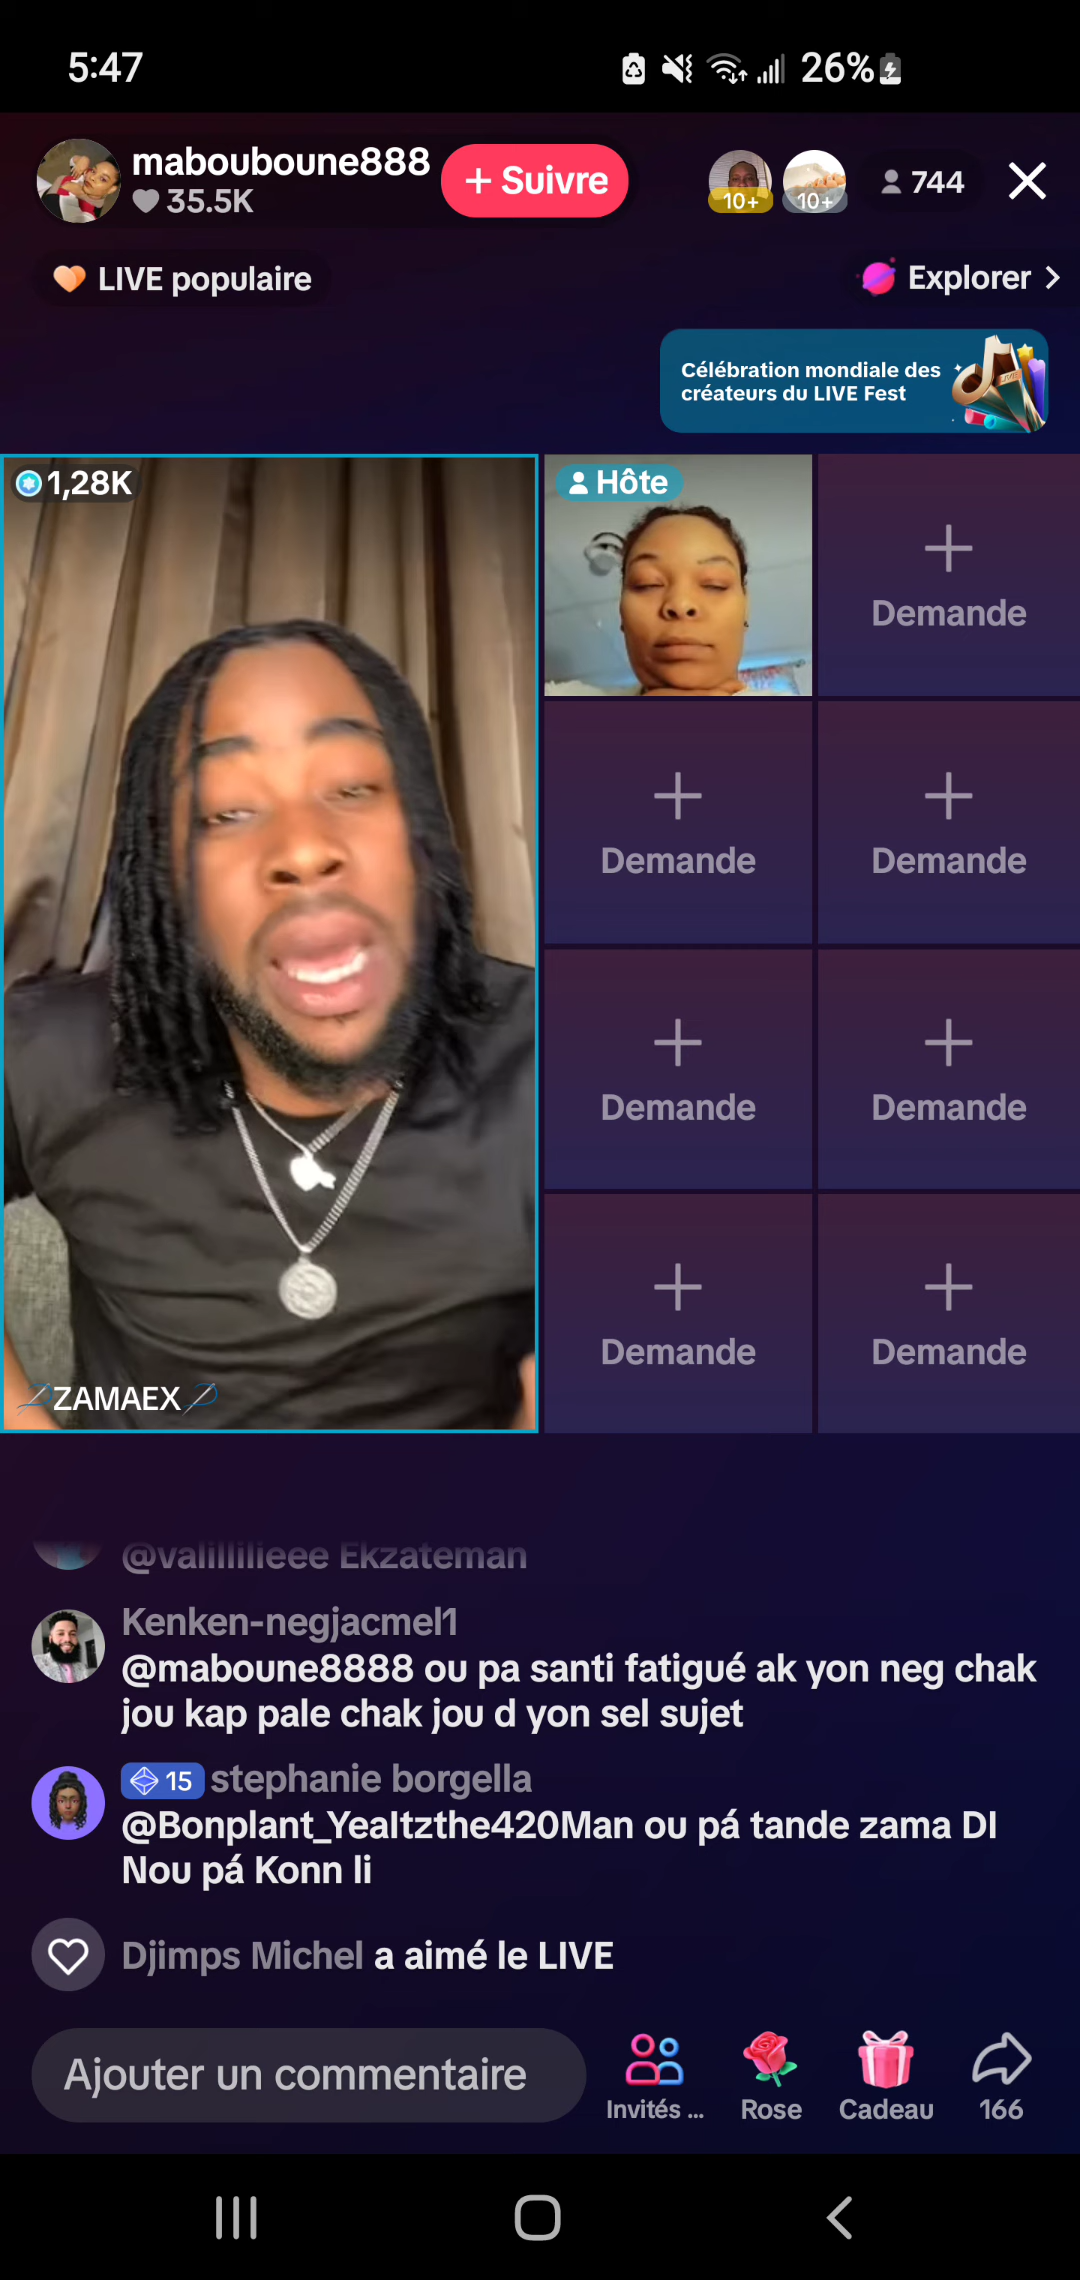 5:47 26%
mabouboune888
35.5K
+ Suivre
10+ 10+ 744
LIVE populaire
Explorer >
Célébration mondiale des
créateurs du LIVE Fest
1,28K
Hôte
Demande
Demande Demande
Demande Demande
Demande Demande
ZAMAEX
@valillilieee Ekzateman
Kenken-negjacmel1
@maboune8888 ou pa santi fatigué ak yon neg chak
jou kap pale chak jou d yon sel sujet
15 stephanie borgella
@Bonplant_YeaItzthe420Man ou pá tande zama DI
Nou pá Konn li
Djimps Michel a aimé le LIVE
Ajouter un commentaire
Invités ... Rose Cadeau 166